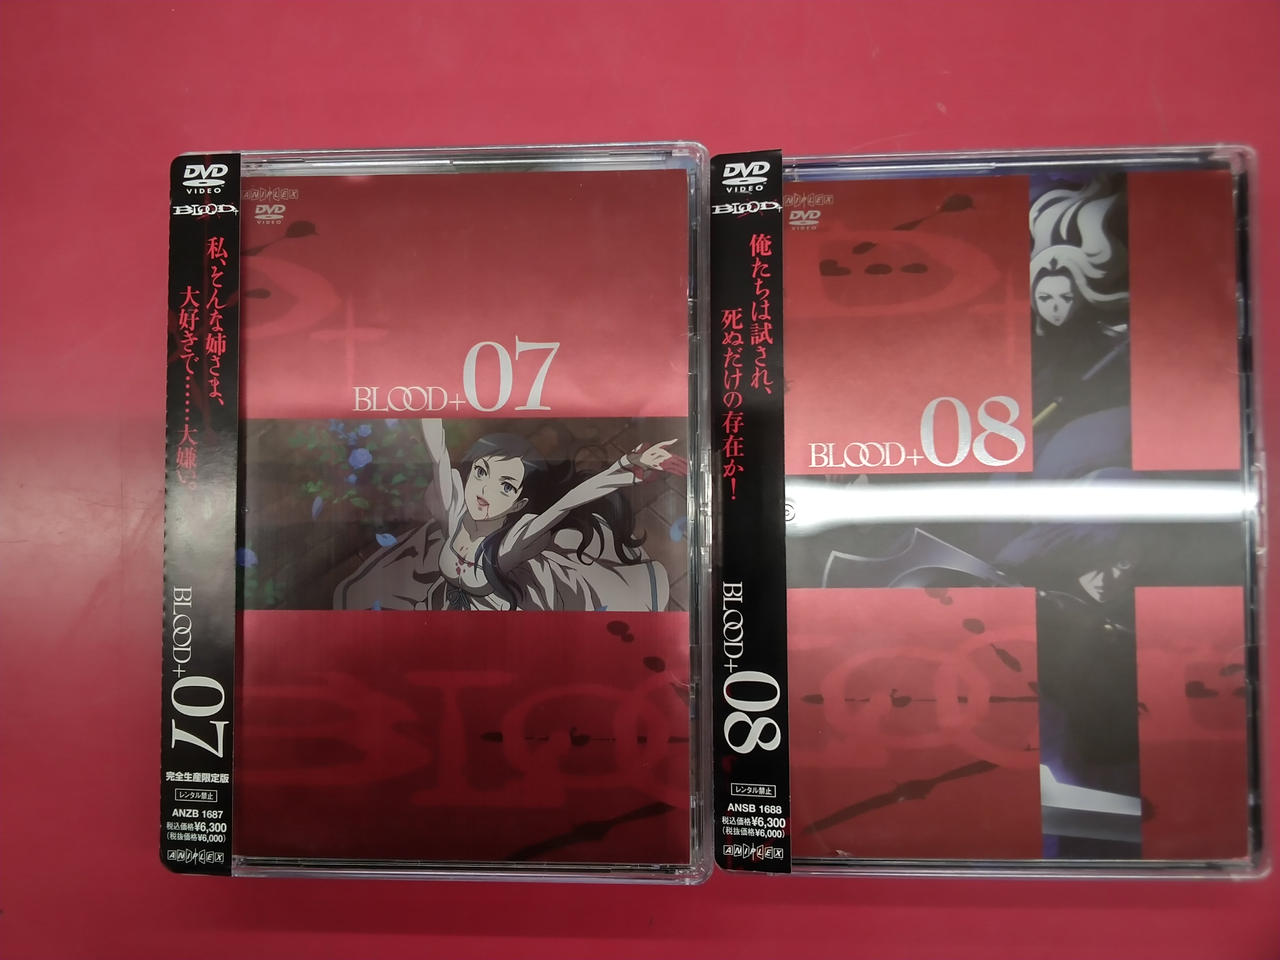 DVD
VIDEO
BLOOD+
私、そんな姉さま、
大好きで……大嫌い。
BLOOD+ 07
完全生産限定版
レンタル禁止
ANZB 1687
税込価格¥6,300
(税抜価格¥6,000)
ANIPLEX
ANIPLEX
DVD
VIDEO
BLOOD+07
DVD
VIDEO
BLOOD+
俺たちは試され、
死ぬだけの存在か!
BLOOD+ 08
レンタル禁止
ANSB 1688
税込価格¥6,300
(税抜価格¥6,000)
ANIPLEX
ANIPLEX
DVD
VIDEO
BLOOD+08